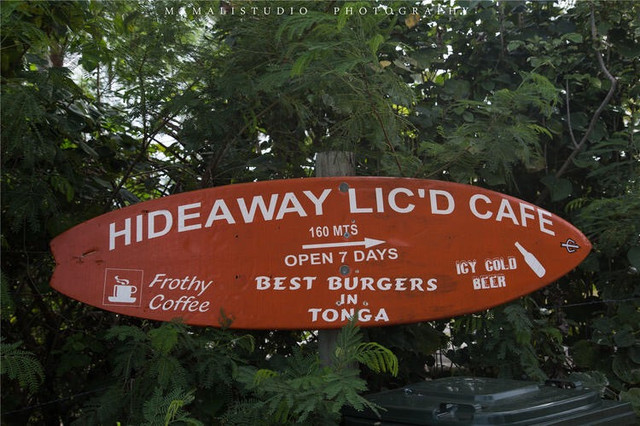 MAMALISTUDIO PHOTOGRAPHY
HIDEAWAY LIC'D CAFE
160 MTS
OPEN 7 DAYS
BEST BURGERS
IN
TONGA
Frothy
Coffee
ICY COLD
BEER